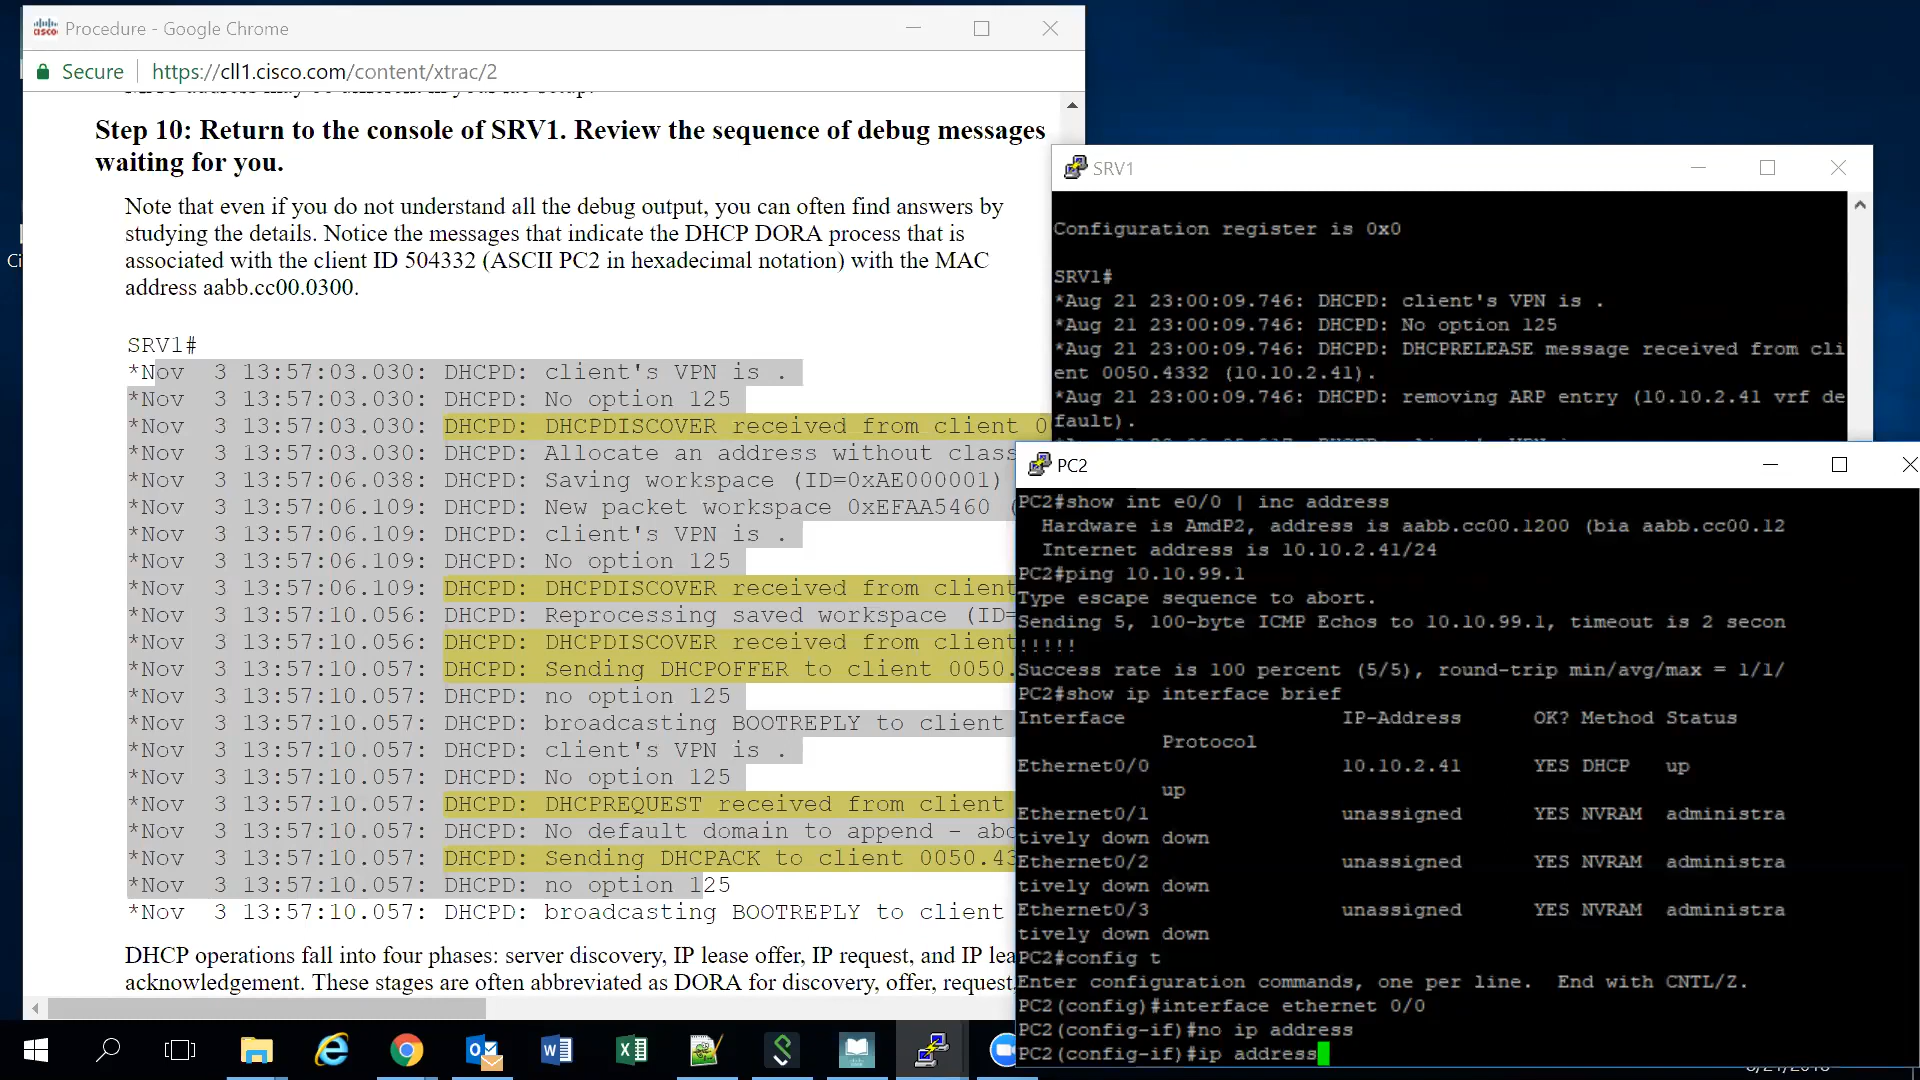 Procedure - Google Chrome
Secure https://cll1.cisco.com/content/xtrac/2
Step 10: Return to the console of SRV1. Review the sequence of debug messages
waiting for you.
Note that even if you do not understand all the debug output, you can often find answers by
studying the details. Notice the messages that indicate the DHCP DORA process that is
associated with the client ID 504332 (ASCII PC2 in hexadecimal notation) with the MAC
address aabb.cc00.0300.
SRV1#
*Nov 3 13:57:03.030: DHCPD: client's VPN is .
*Nov 3 13:57:03.030: DHCPD: No option 125
*Nov 3 13:57:03.030: DHCPD: DHCPDISCOVER received from client 0
*Nov 3 13:57:03.030: DHCPD: Allocate an address without class
*Nov 3 13:57:06.038: DHCPD: Saving workspace (ID=0xAE000001)
*Nov 3 13:57:06.109: DHCPD: New packet workspace 0xEFAA5460 (
*Nov 3 13:57:06.109: DHCPD: client's VPN is .
*Nov 3 13:57:06.109: DHCPD: No option 125
*Nov 3 13:57:06.109: DHCPD: DHCPDISCOVER received from client
*Nov 3 13:57:10.056: DHCPD: Reprocessing saved workspace (ID=
*Nov 3 13:57:10.056: DHCPD: DHCPDISCOVER received from client
*Nov 3 13:57:10.057: DHCPD: Sending DHCPOFFER to client 0050.
*Nov 3 13:57:10.057: DHCPD: no option 125
*Nov 3 13:57:10.057: DHCPD: broadcasting BOOTREPLY to client
*Nov 3 13:57:10.057: DHCPD: client's VPN is .
*Nov 3 13:57:10.057: DHCPD: No option 125
*Nov 3 13:57:10.057: DHCPD: DHCPREQUEST received from client
*Nov 3 13:57:10.057: DHCPD: No default domain to append - abo
*Nov 3 13:57:10.057: DHCPD: Sending DHCPACK to client 0050.43
*Nov 3 13:57:10.057: DHCPD: no option 125
*Nov 3 13:57:10.057: DHCPD: broadcasting BOOTREPLY to client
DHCP operations fall into four phases: server discovery, IP lease offer, IP request, and IP lea
acknowledgement. These stages are often abbreviated as DORA for discovery, offer, request,
SRV1
Configuration register is 0x0
SRV1#
*Aug 21 23:00:09.746: DHCPD: client's VPN is .
*Aug 21 23:00:09.746: DHCPD: No option 125
*Aug 21 23:00:09.746: DHCPD: DHCPRELEASE message received from cli
ent 0050.4332 (10.10.2.41).
*Aug 21 23:00:09.746: DHCPD: removing ARP entry (10.10.2.41 vrf de
fault).
PC2
PC2#show int e0/0 | inc address
Hardware is AmdP2, address is aabb.cc00.1200 (bia aabb.cc00.12
Internet address is 10.10.2.41/24
PC2#ping 10.10.99.1
Type escape sequence to abort.
Sending 5, 100-byte ICMP Echos to 10.10.99.1, timeout is 2 secon
!!!!!
Success rate is 100 percent (5/5), round-trip min/avg/max = 1/1/
PC2#show ip interface brief
Interface IP-Address OK? Method Status
Protocol
Ethernet0/0 10.10.2.41 YES DHCP up
up
Ethernet0/1 unassigned YES NVRAM administra
tively down down
Ethernet0/2 unassigned YES NVRAM administra
tively down down
Ethernet0/3 unassigned YES NVRAM administra
tively down down
PC2#config t
Enter configuration commands, one per line. End with CNTL/Z.
PC2(config)#interface ethernet 0/0
PC2(config-if)#no ip address
PC2(config-if)#ip address
Ci